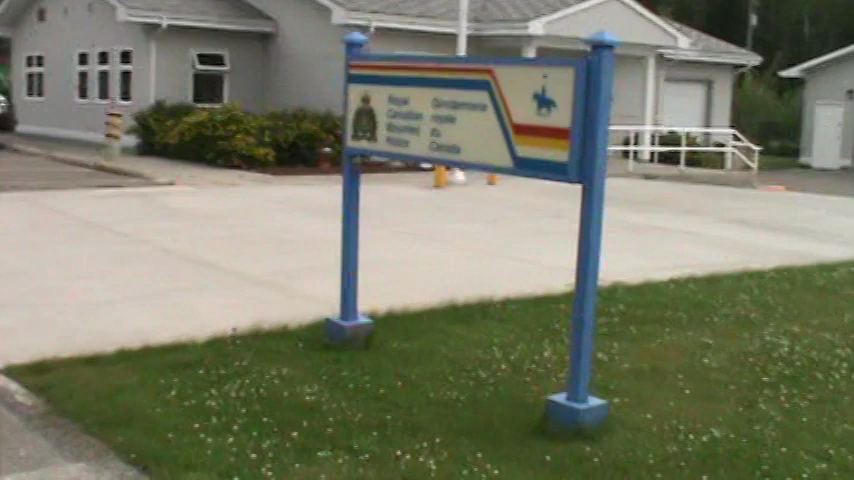 Royal
Canadian
Mounted
Police
Gendarmerie
royale
du
Canada